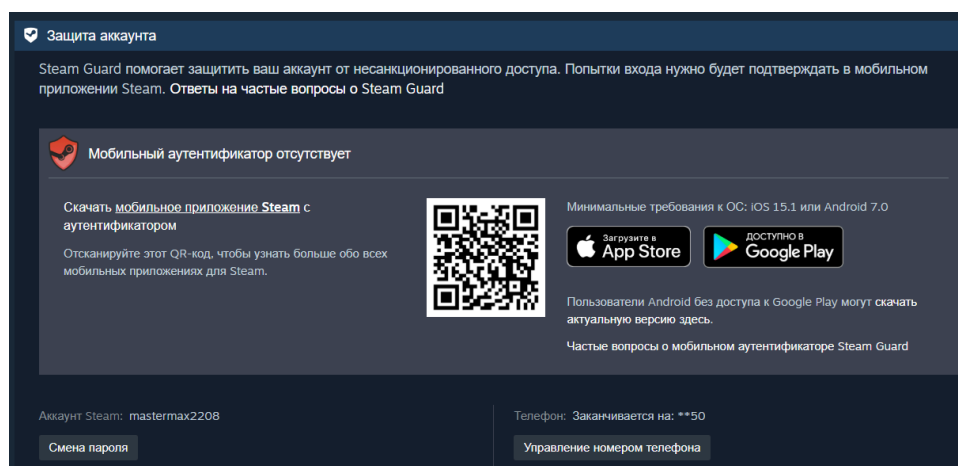 Защита аккаунта
Steam Guard помогает защитить ваш аккаунт от несанкционированного доступа. Попытки входа нужно будет подтверждать в мобильном
приложении Steam. Ответы на частые вопросы о Steam Guard
Мобильный аутентификатор отсутствует
Скачать мобильное приложение Steam с
аутентификатором
Отсканируйте этот QR-код, чтобы узнать больше обо всех
мобильных приложениях для Steam.
Минимальные требования к ОС: iOS 15.1 или Android 7.0
Загрузите в
App Store
ДОСТУПНО В
Google Play
Пользователи Android без доступа к Google Play могут скачать
актуальную версию здесь.
Частые вопросы о мобильном аутентификаторе Steam Guard
Аккаунт Steam: mastermax2208
Смена пароля
Телефон: Заканчивается на: **50
Управление номером телефона